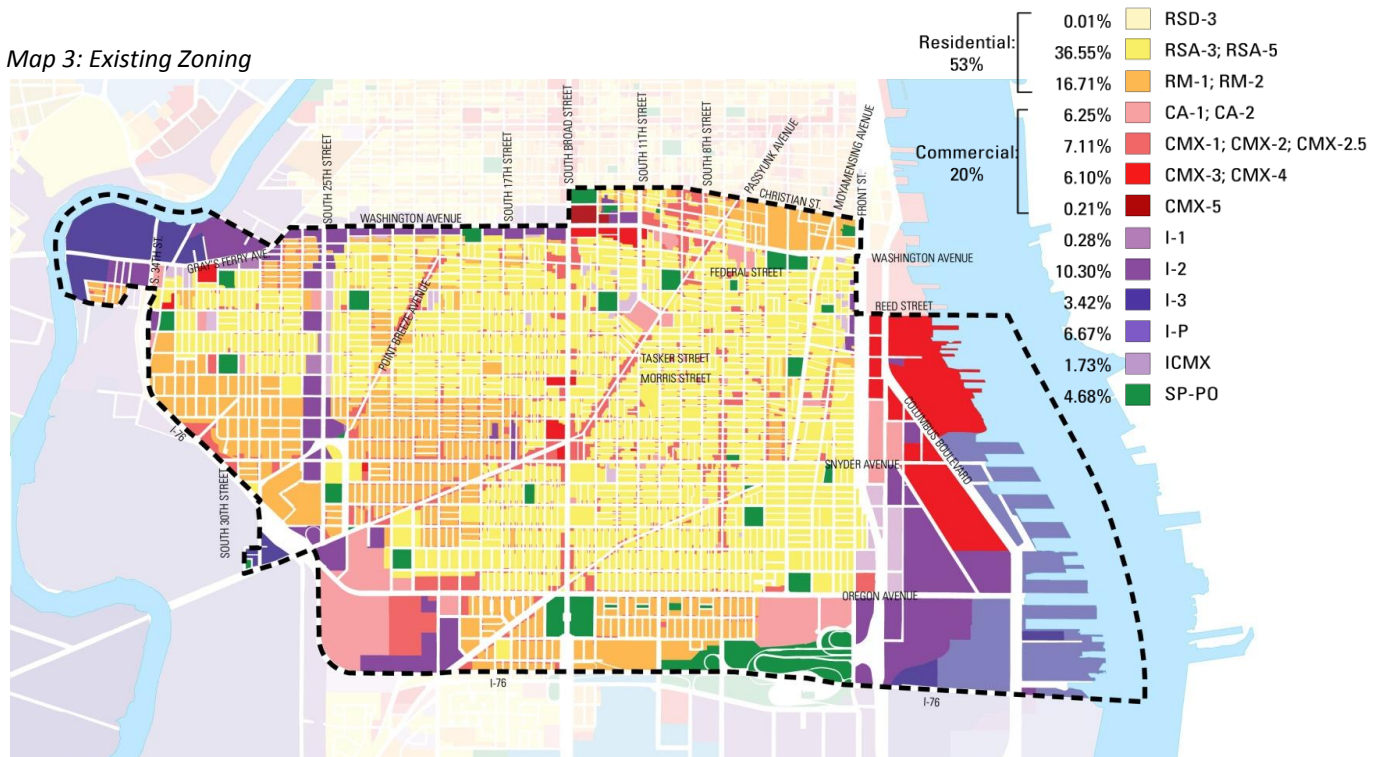 Map 3: Existing Zoning
Residential:
53%
Commercial:
20%
0.01% RSD-3
36.55% RSA-3; RSA-5
16.71% RM-1; RM-2
6.25% CA-1; CA-2
7.11% CMX-1; CMX-2; CMX-2.5
6.10% CMX-3; CMX-4
0.21% CMX-5
0.28% I-1
10.30% I-2
3.42% I-3
6.67% I-P
1.73% ICMX
4.68% SP-PO
SOUTH 25TH STREET
SOUTH 17TH STREET
SOUTH BROAD STREET
SOUTH 11TH STREET
SOUTH 8TH STREET
PASSYUNK AVENUE
MOYAMENSING AVENUE
FRONT ST.
CHRISTIAN ST.
WASHINGTON AVENUE
WASHINGTON AVENUE
S. 34TH ST.
GRAY'S FERRY AVE
FEDERAL STREET
REED STREET
POINT BREEZE AVENUE
TASKER STREET
MORRIS STREET
COLUMBUS BOULEVARD
I-76
SNYDER AVENUE
SOUTH 30TH STREET
OREGON AVENUE
I-76
I-76